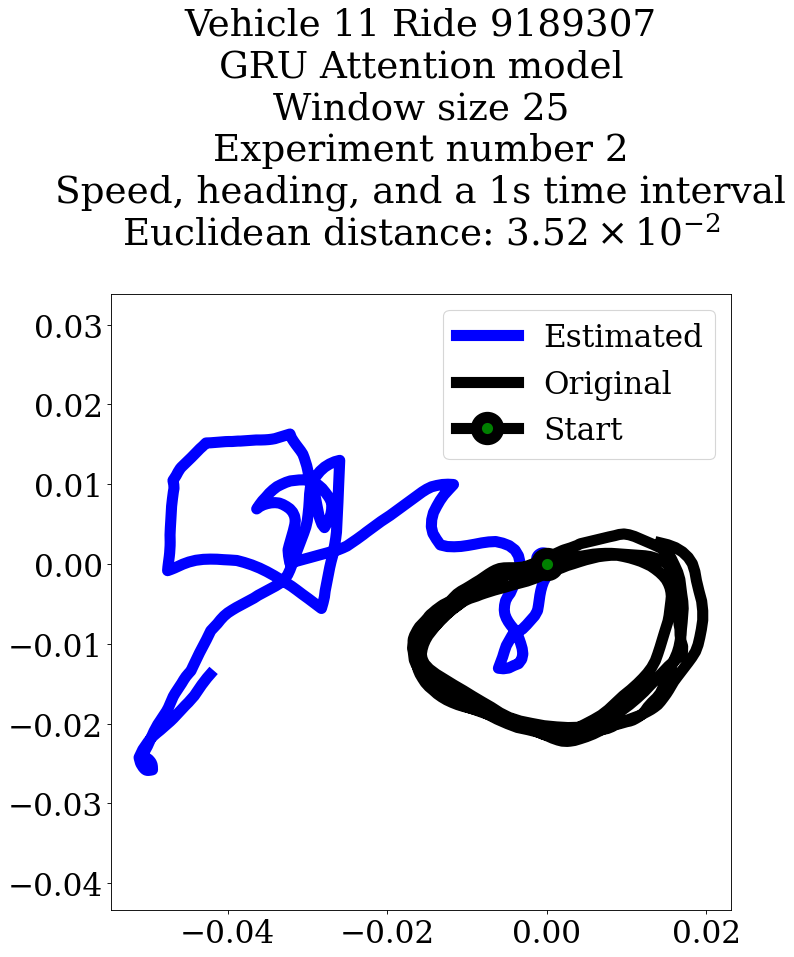 Vehicle 11 Ride 9189307
GRU Attention model
Window size 25
Experiment number 2
Speed, heading, and a 1s time interval
Euclidean distance: 3.52 × 10⁻²
Estimated
Original
Start
0.03
0.02
0.01
0.00
−0.01
−0.02
−0.03
−0.04
−0.04
−0.02
0.00
0.02